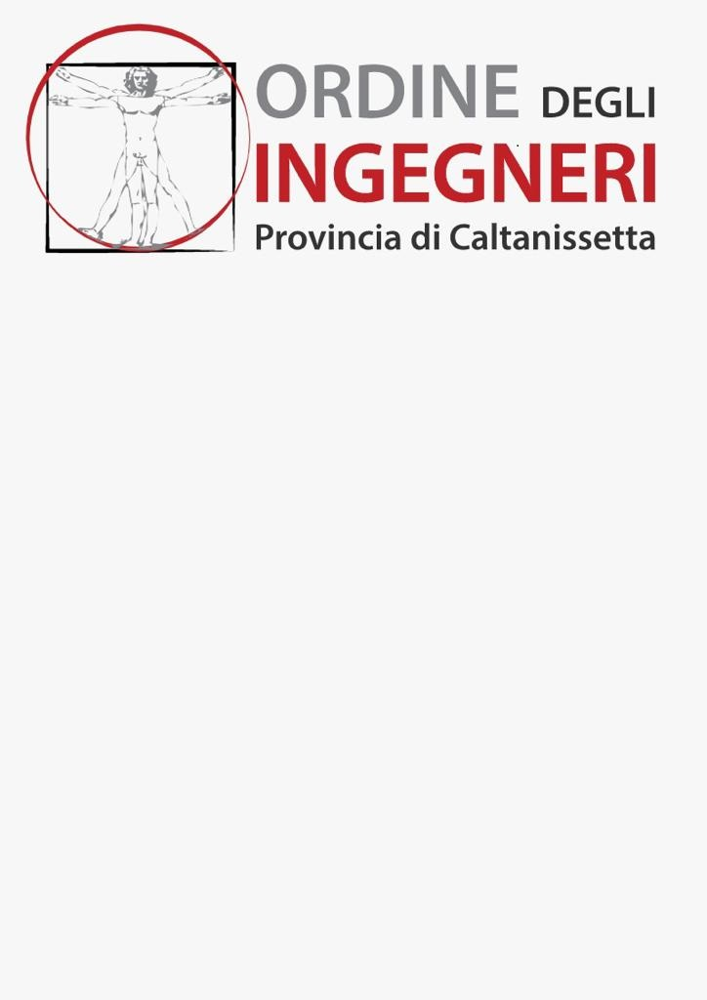 ORDINE DEGLI
INGEGNERI
Provincia di Caltanissetta